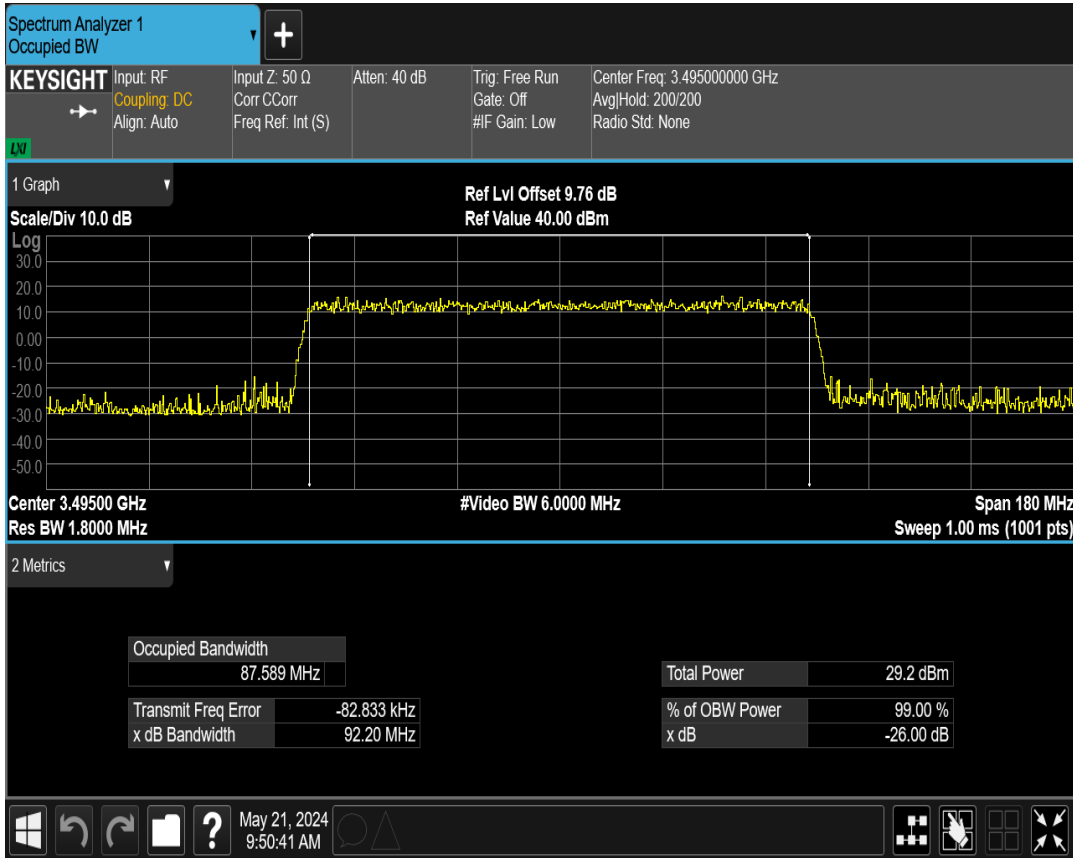 Spectrum Analyzer 1
Occupied BW
+
KEYSIGHT
LXI
Input: RF
Coupling: DC
Align: Auto
Input Z: 50 Ω
Corr CCorr
Freq Ref: Int (S)
Atten: 40 dB
Trig: Free Run
Gate: Off
#IF Gain: Low
Center Freq: 3.495000000 GHz
Avg|Hold: 200/200
Radio Std: None
1 Graph
Scale/Div 10.0 dB
Ref Lvl Offset 9.76 dB
Ref Value 40.00 dBm
Log
30.0
20.0
10.0
0.00
-10.0
-20.0
-30.0
-40.0
-50.0
Center 3.49500 GHz
#Video BW 6.0000 MHz
Span 180 MHz
Res BW 1.8000 MHz
Sweep 1.00 ms (1001 pts)
2 Metrics
Occupied Bandwidth
87.589 MHz
Total Power 29.2 dBm
Transmit Freq Error -82.833 kHz
% of OBW Power 99.00 %
x dB Bandwidth 92.20 MHz
x dB -26.00 dB
?
May 21, 2024
9:50:41 AM